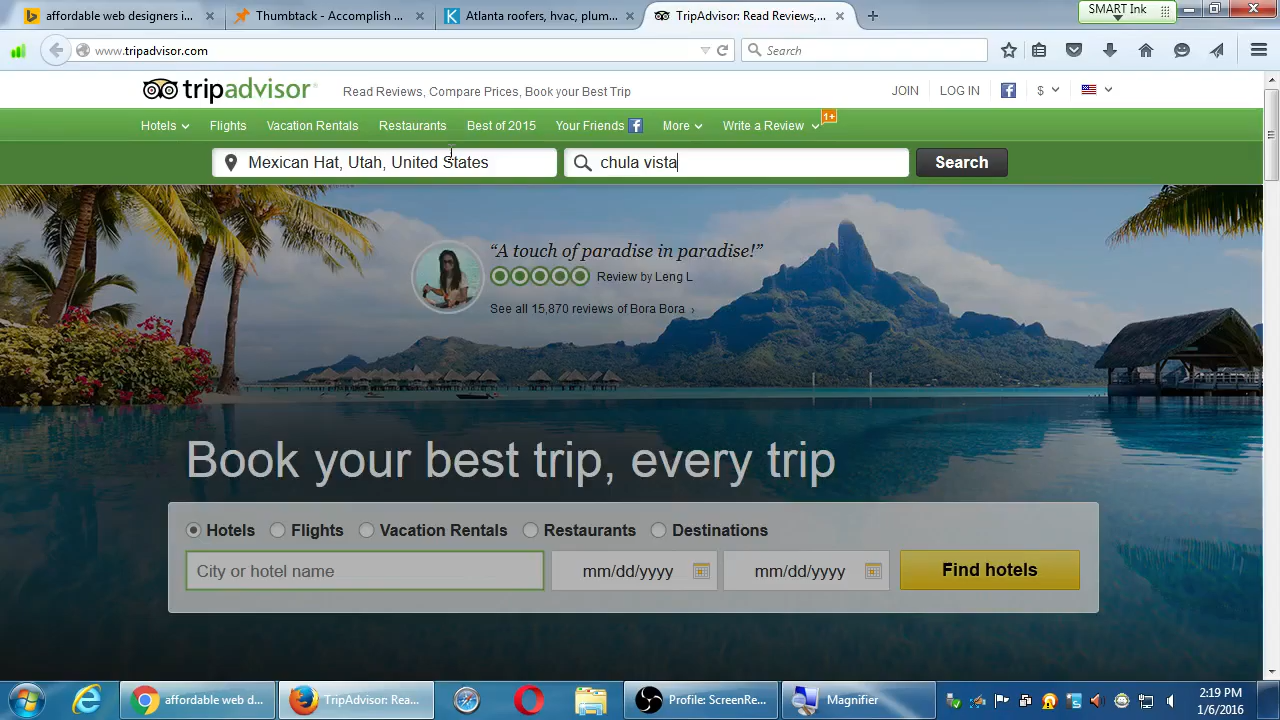 affordable web designers i...
Thumbtack - Accomplish ...
Atlanta roofers, hvac, plum...
TripAdvisor Read Reviews,...
SMART Ink
www.tripadvisor.com
Search
tripadvisor
Read Reviews, Compare Prices, Book your Best Trip
JOIN
LOG IN
$
Hotels
Flights
Vacation Rentals
Restaurants
Best of 2015
Your Friends
More
Write a Review
1+
Mexican Hat, Utah, United States
chula vista
Search
“A touch of paradise in paradise!”
Review by Leng L
See all 15,870 reviews of Bora Bora ›
Book your best trip, every trip
Hotels
Flights
Vacation Rentals
Restaurants
Destinations
City or hotel name
mm/dd/yyyy
mm/dd/yyyy
Find hotels
affordable web d...
TripAdvisor: Rea...
Profile: ScreenRe...
Magnifier
2:19 PM
1/6/2016